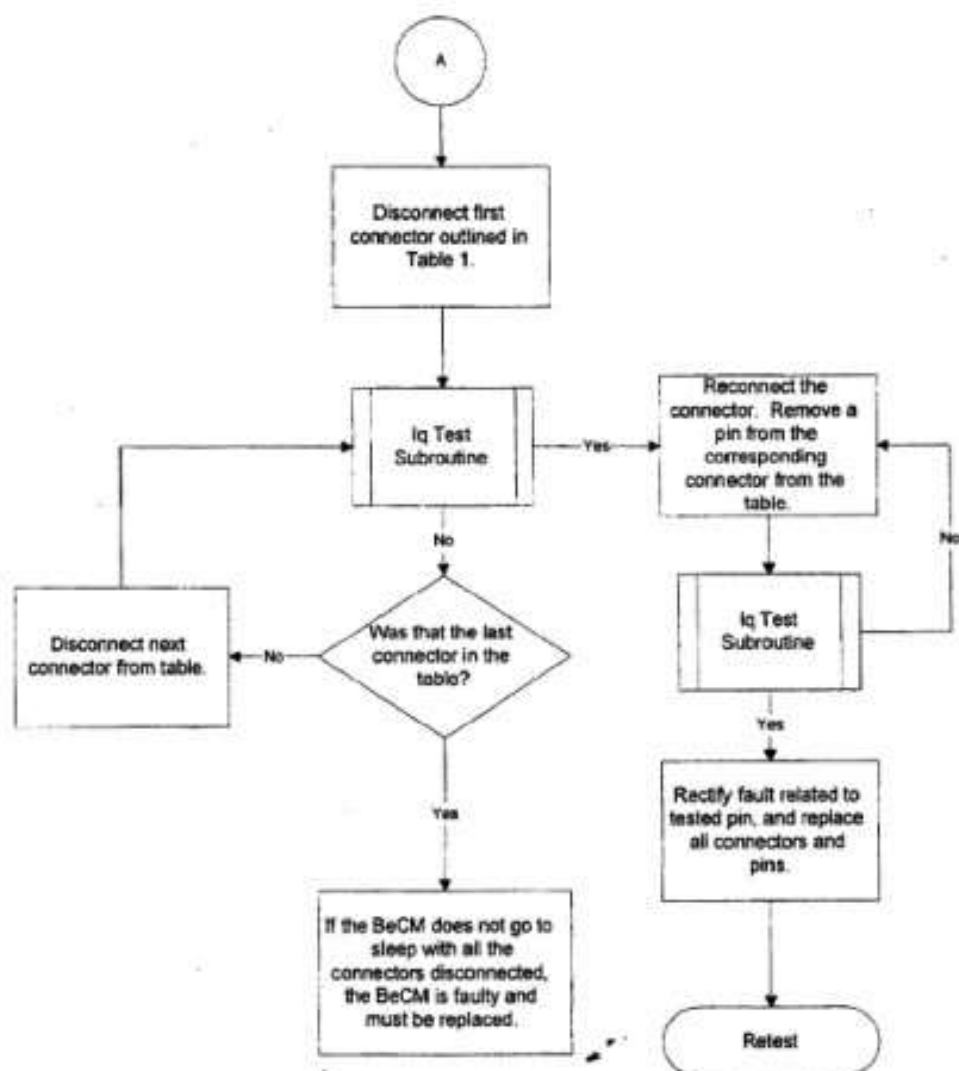 A
Disconnect first
connector outlined in
Table 1.
Iq Test
Subroutine
Yes
Reconnect the
connector. Remove a
pin from the
corresponding
connector from the
table.
No
No
Iq Test
Subroutine
Disconnect next
connector from table.
No
Was that the last
connector in the
table?
Yes
Yes
Rectify fault related to
tested pin, and replace
all connectors and
pins.
If the BeCM does not go to
sleep with all the
connectors disconnected,
the BeCM is faulty and
must be replaced.
Retest